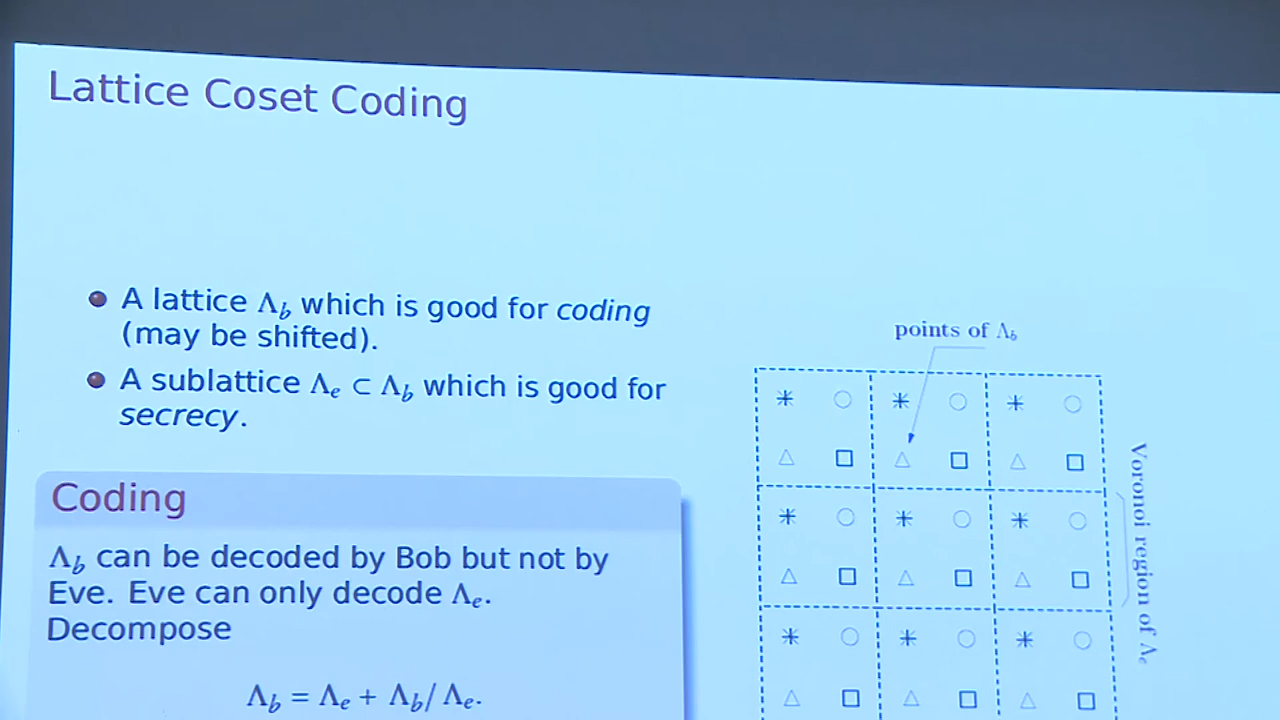 Lattice Coset Coding
A lattice Λb which is good for coding
(may be shifted).
A sublattice Λe ⊂ Λb which is good for
secrecy.
Coding
Λb can be decoded by Bob but not by
Eve. Eve can only decode Λe.
Decompose
Λb = Λe + Λb/Λe.
points of Λb
Voronoi region of Λe